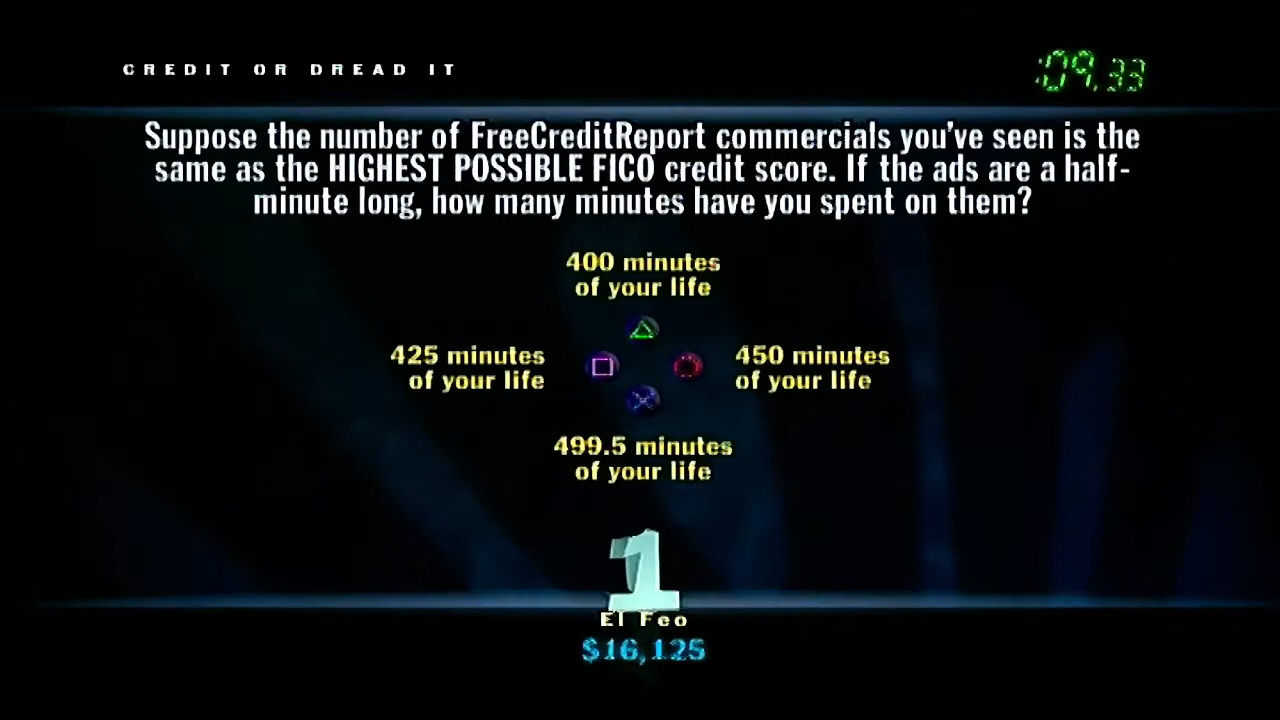 CREDIT OR DREAD IT
:09.33
Suppose the number of FreeCreditReport commercials you've seen is the
same as the HIGHEST POSSIBLE FICO credit score. If the ads are a half-
minute long, how many minutes have you spent on them?
400 minutes
of your life
425 minutes
of your life
450 minutes
of your life
499.5 minutes
of your life
1
El Feo
$16,125